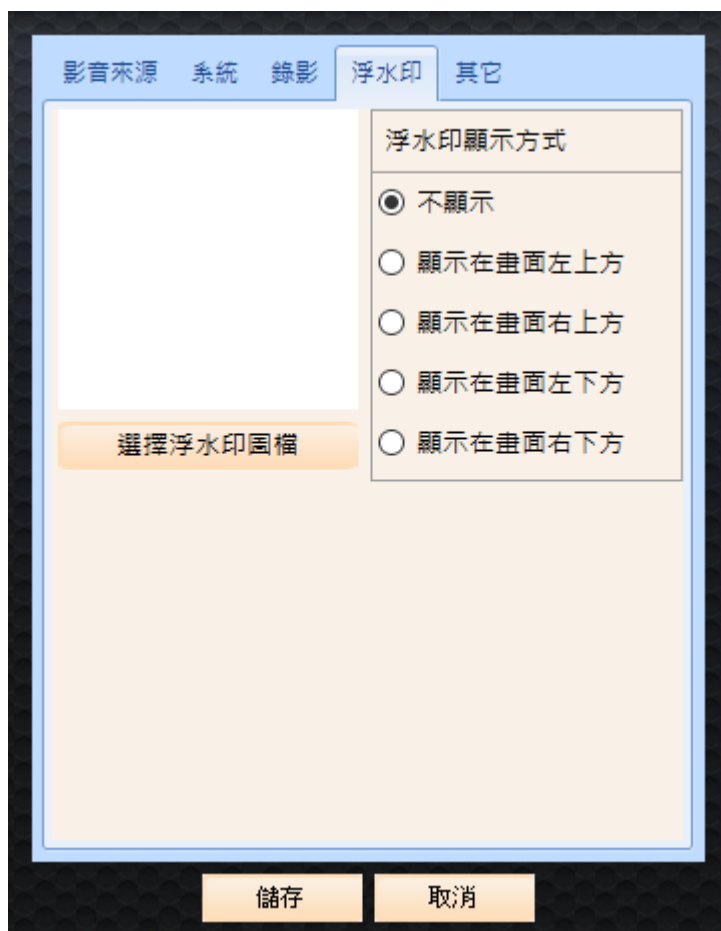 影音來源 系統 錄影 浮水印 其它
浮水印顯示方式
不顯示
顯示在畫面左上方
顯示在畫面右上方
顯示在畫面左下方
顯示在畫面右下方
選擇浮水印圖檔
儲存 取消